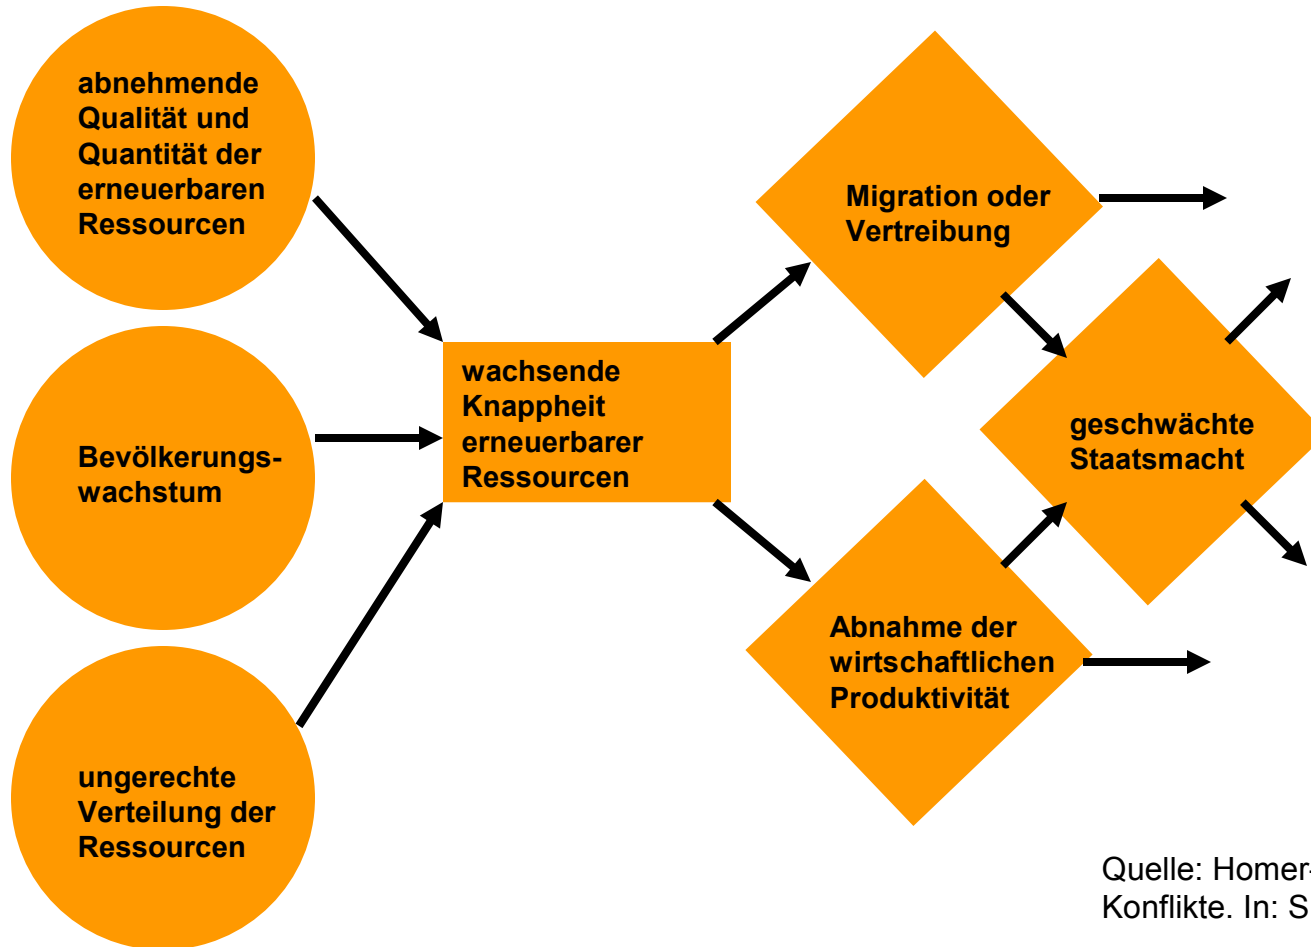 abnehmende
Qualität und
Quantität der
erneuerbaren
Ressourcen
Bevölkerungs-
wachstum
ungerechte
Verteilung der
Ressourcen
wachsende
Knappheit
erneuerbarer
Ressourcen
Migration oder
Vertreibung
Abnahme der
wirtschaftlichen
Produktivität
geschwächte
Staatsmacht
Quelle: Homer-
Konflikte. In: S